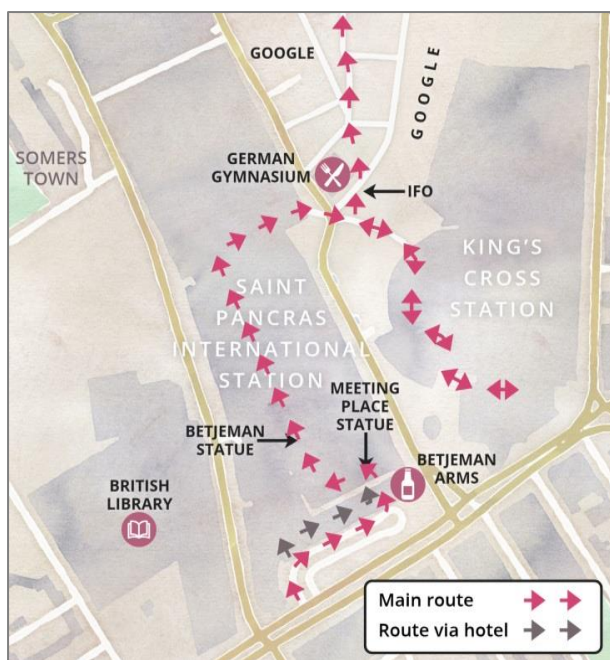 GOOGLE
GOOGLE
SOMERS
TOWN
GERMAN
GYMNASIUM
IFO
KING'S
CROSS
STATION
SAINT
PANCRAS
INTERNATIONAL
STATION
MEETING
PLACE
STATUE
BETJEMAN
STATUE
BETJEMAN
ARMS
BRITISH
LIBRARY
Main route
Route via hotel